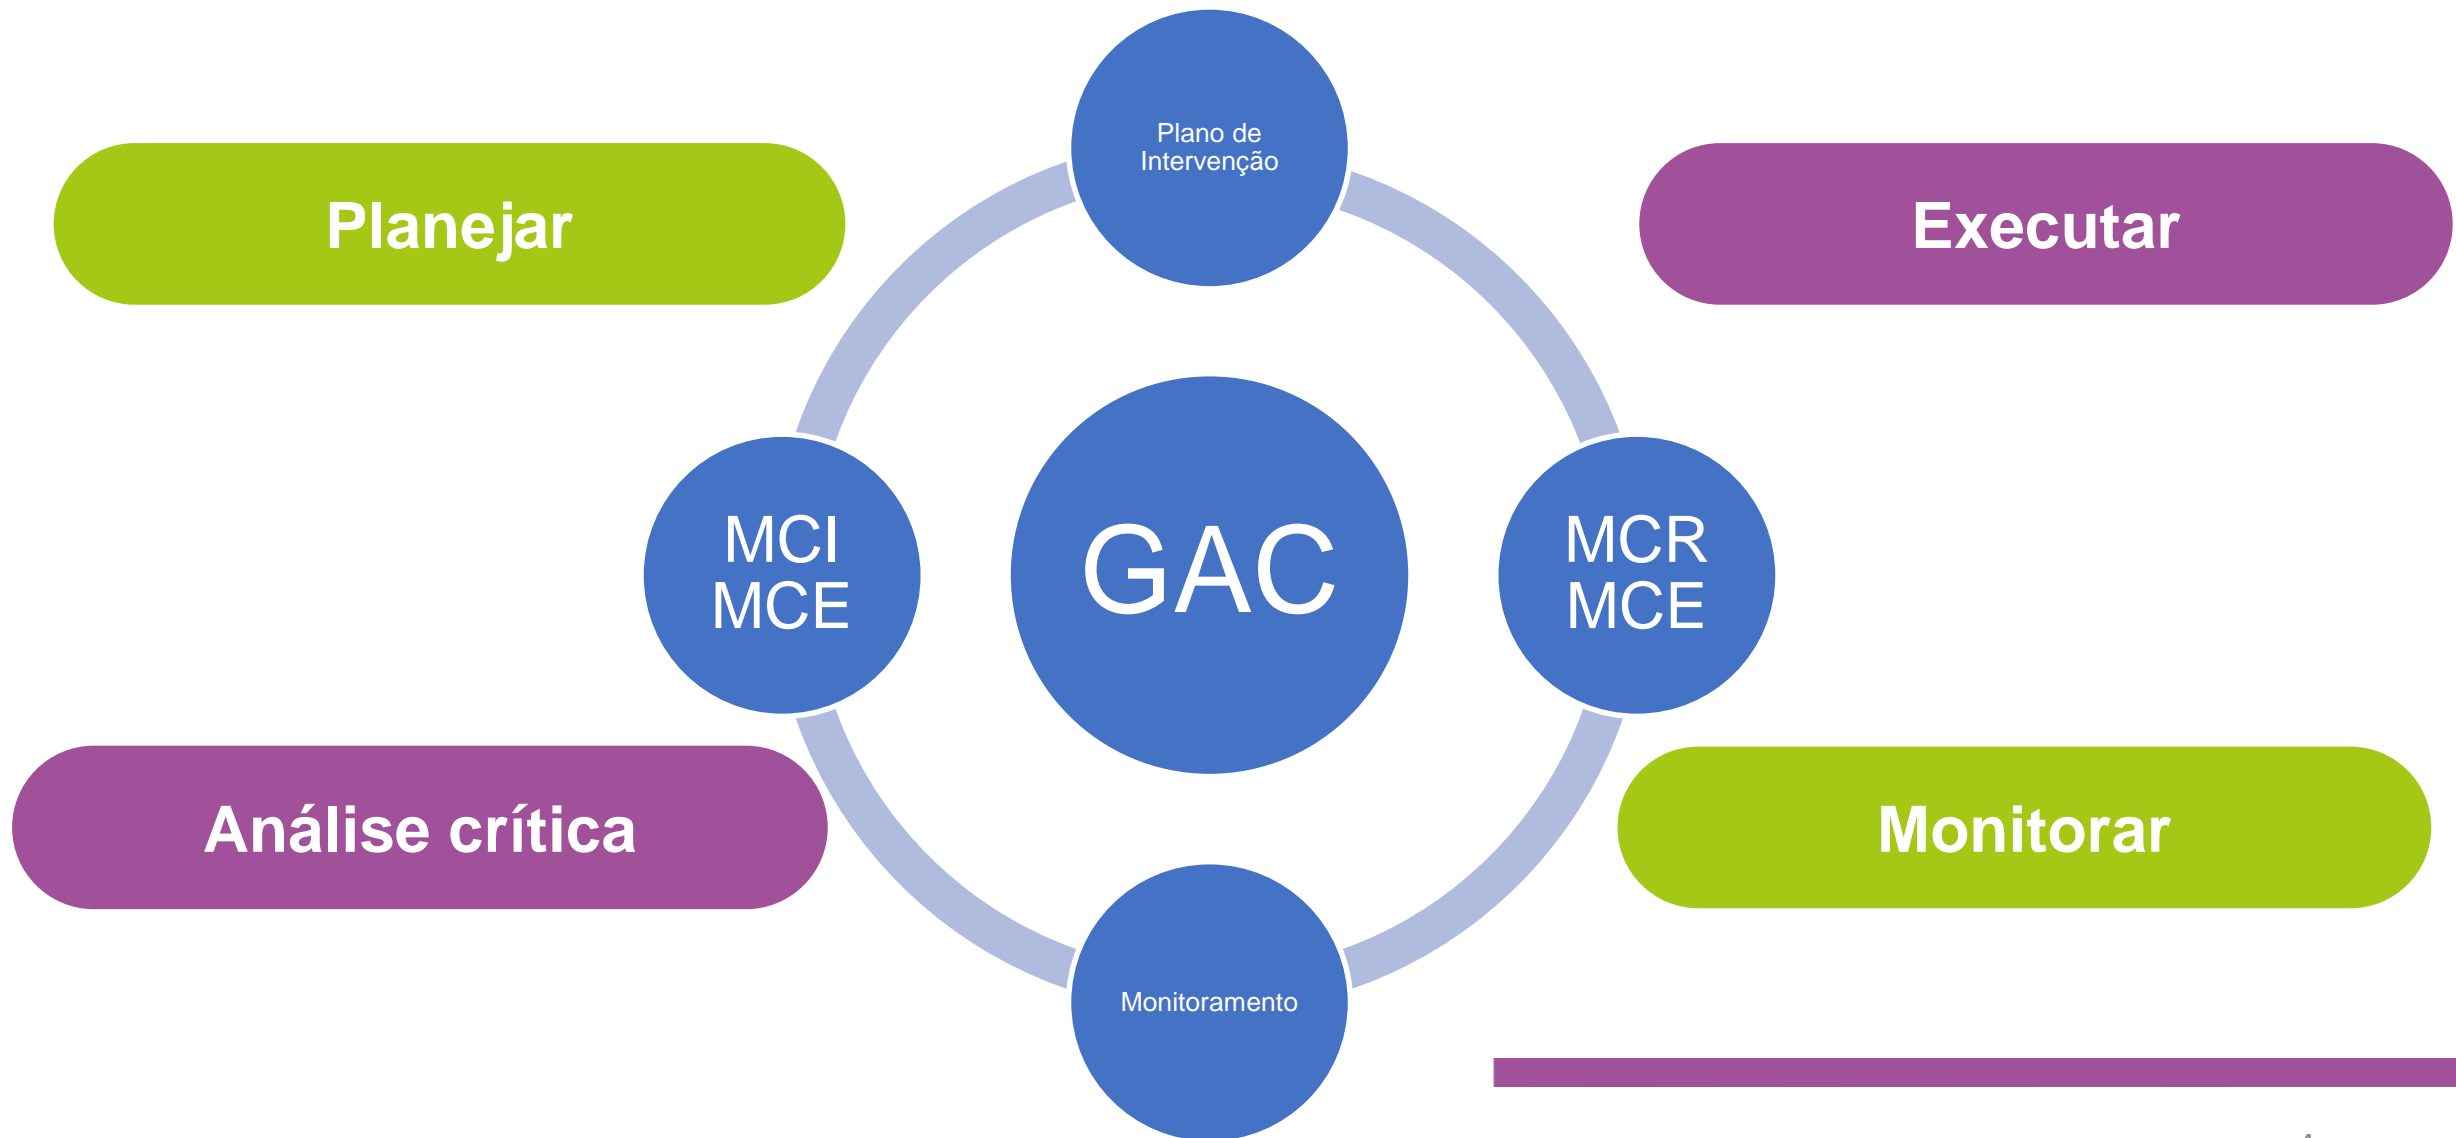 Plano de
Intervenção
Planejar
Executar
MCI
MCE
GAC
MCR
MCE
Análise crítica
Monitorar
Monitoramento